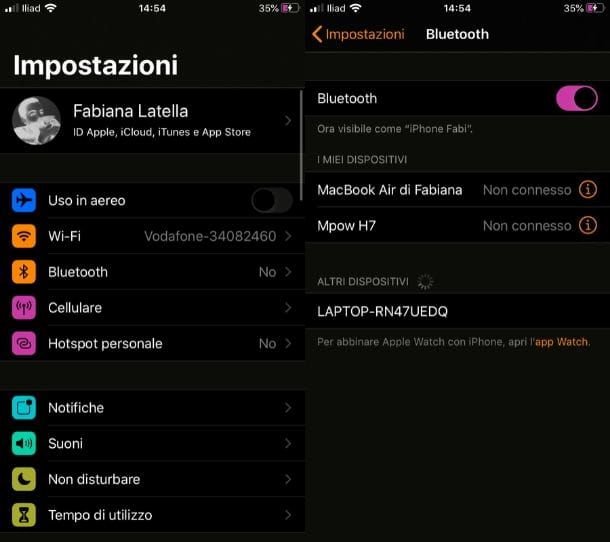 Iliad 14:54 35%
Impostazioni
Fabiana Latella
ID Apple, iCloud, iTunes e App Store
Uso in aereo
Wi-Fi Vodafone-34082460
Bluetooth No
Cellulare
Hotspot personale No
Notifiche
Suoni
Non disturbare
Tempo di utilizzo
Iliad 14:54 35%
Impostazioni Bluetooth
Bluetooth
Ora visibile come “iPhone Fabi”.
I MIEI DISPOSITIVI
MacBook Air di Fabiana Non connesso
Mpow H7 Non connesso
ALTRI DISPOSITIVI
LAPTOP-RN47UEDQ
Per abbinare Apple Watch con iPhone, apri l'app Watch.